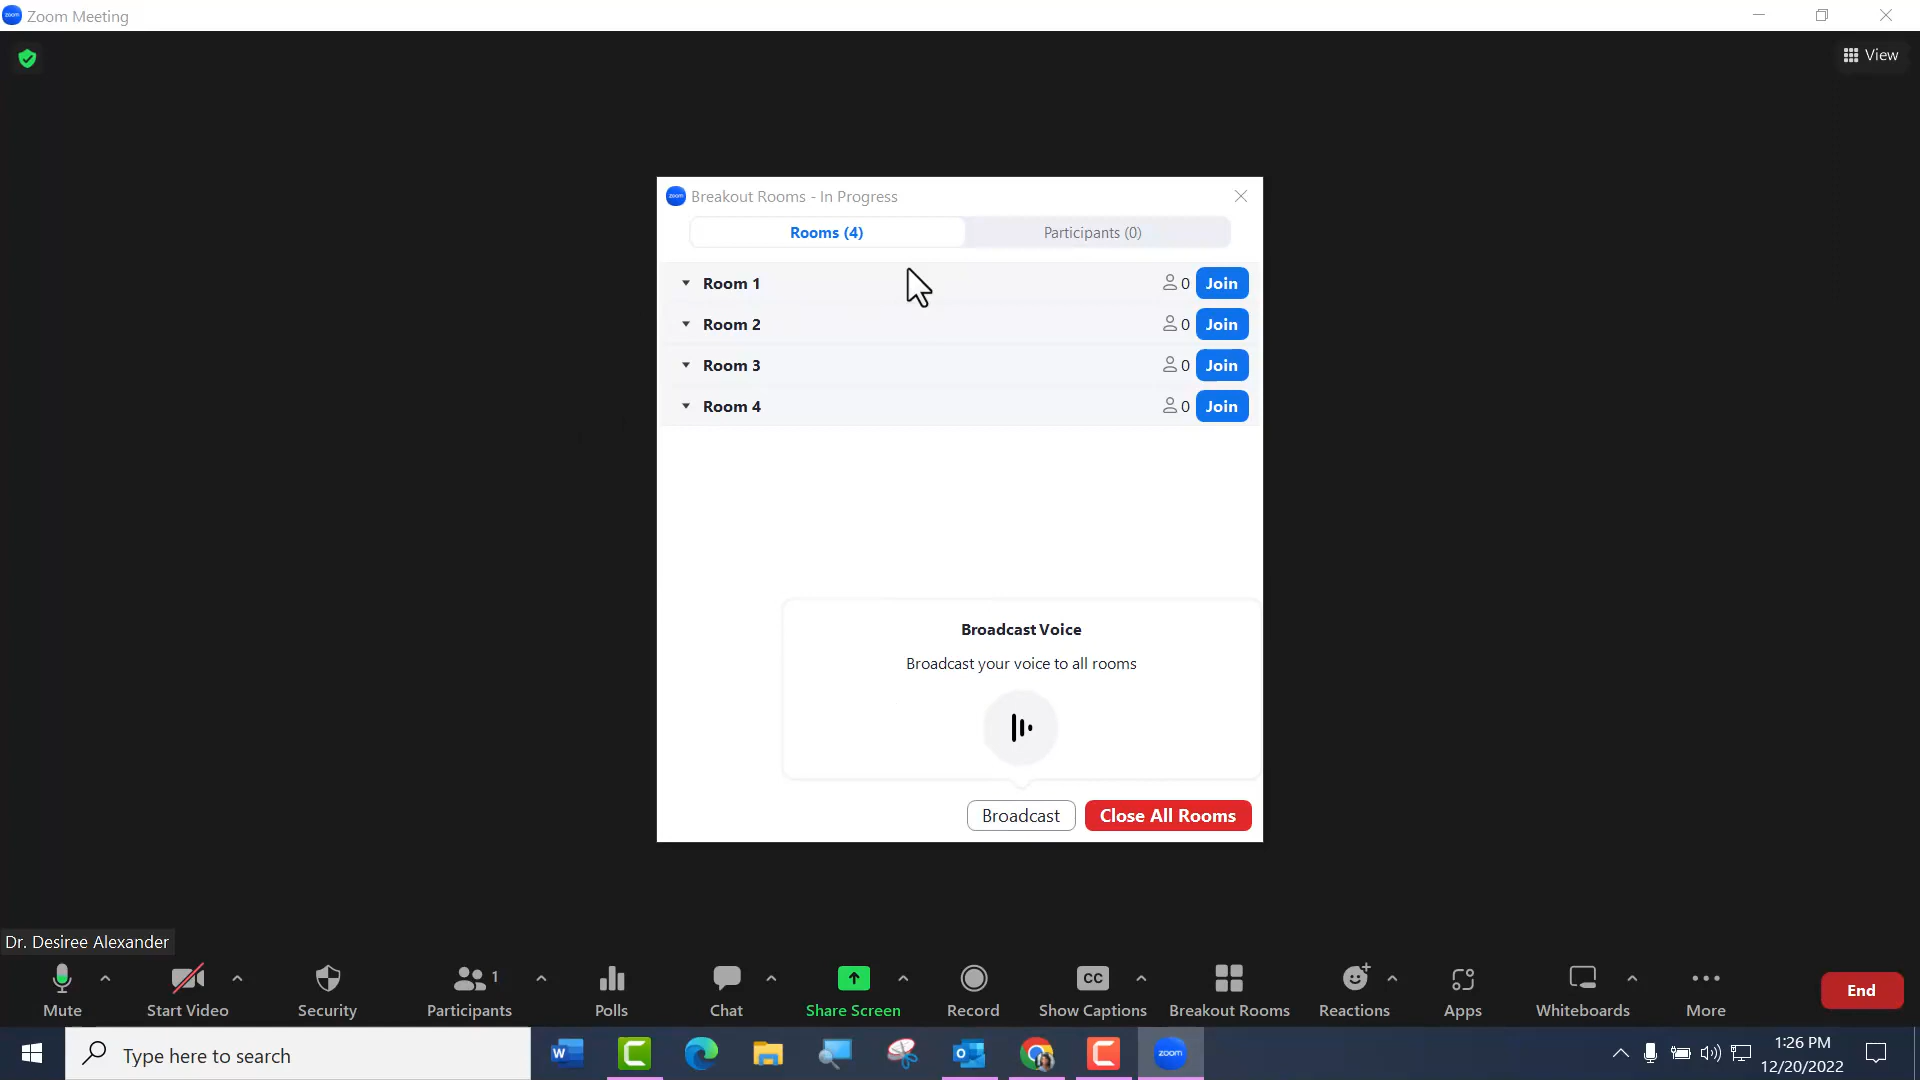 zoom Zoom Meeting
View
zoom Breakout Rooms - In Progress
Rooms (4) Participants (0)
Room 1 0 Join
Room 2 0 Join
Room 3 0 Join
Room 4 0 Join
Broadcast Voice
Broadcast your voice to all rooms
Broadcast Close All Rooms
Dr. Desiree Alexander
1 CC
Mute Start Video Security Participants Polls Chat Share Screen Record Show Captions Breakout Rooms Reactions Apps Whiteboards More End
Type here to search W C O C zoom 1:26 PM
12/20/2022